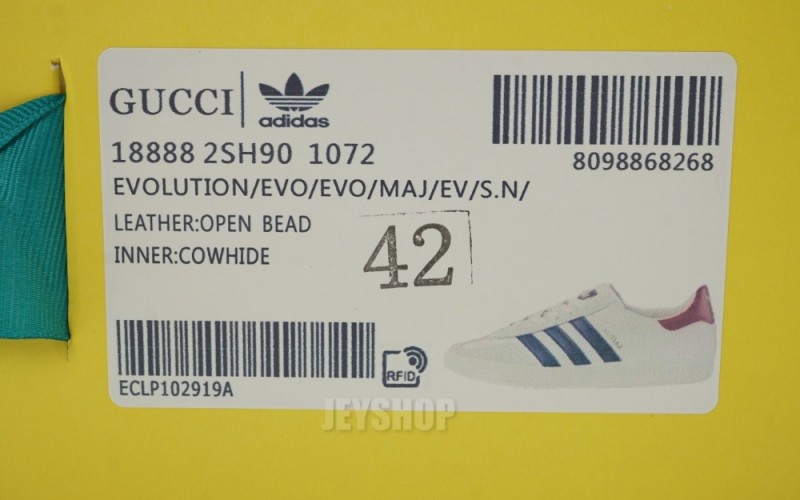 GUCCI
adidas
18888 2SH90 1072
EVOLUTION/EVO/EVO/MAJ/EV/S.N/
LEATHER:OPEN BEAD
INNER:COWHIDE
42
8098868268
ECLP102919A
RFID
JEYSHOP